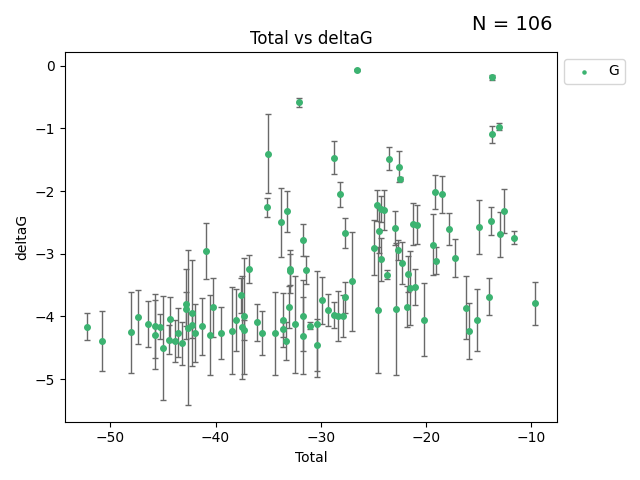 N = 106
Total vs deltaG
G
deltaG
0
−1
−2
−3
−4
−5
−50
−40
−30
−20
−10
Total